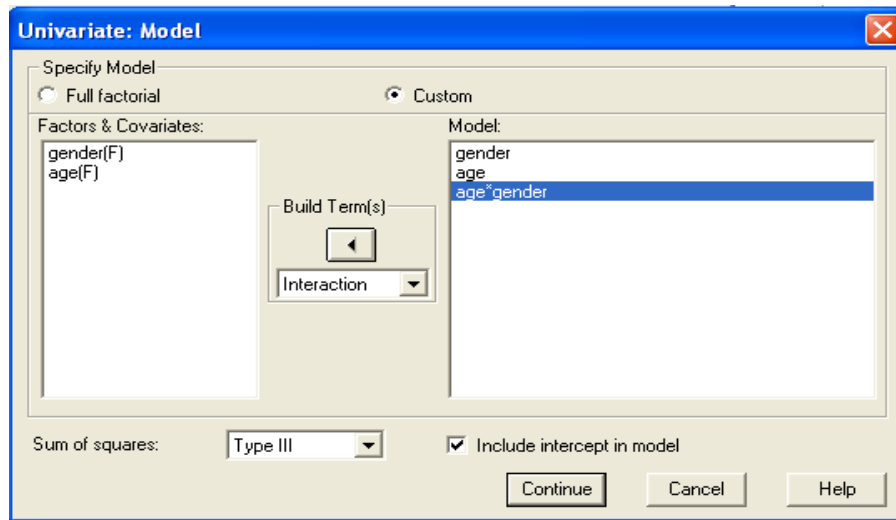 Univariate: Model
Specify Model
Full factorial
Custom
Factors & Covariates:
gender(F)
age(F)
Build Term(s)
Interaction
Model:
gender
age
age*gender
Sum of squares:
Type III
Include intercept in model
Continue
Cancel
Help